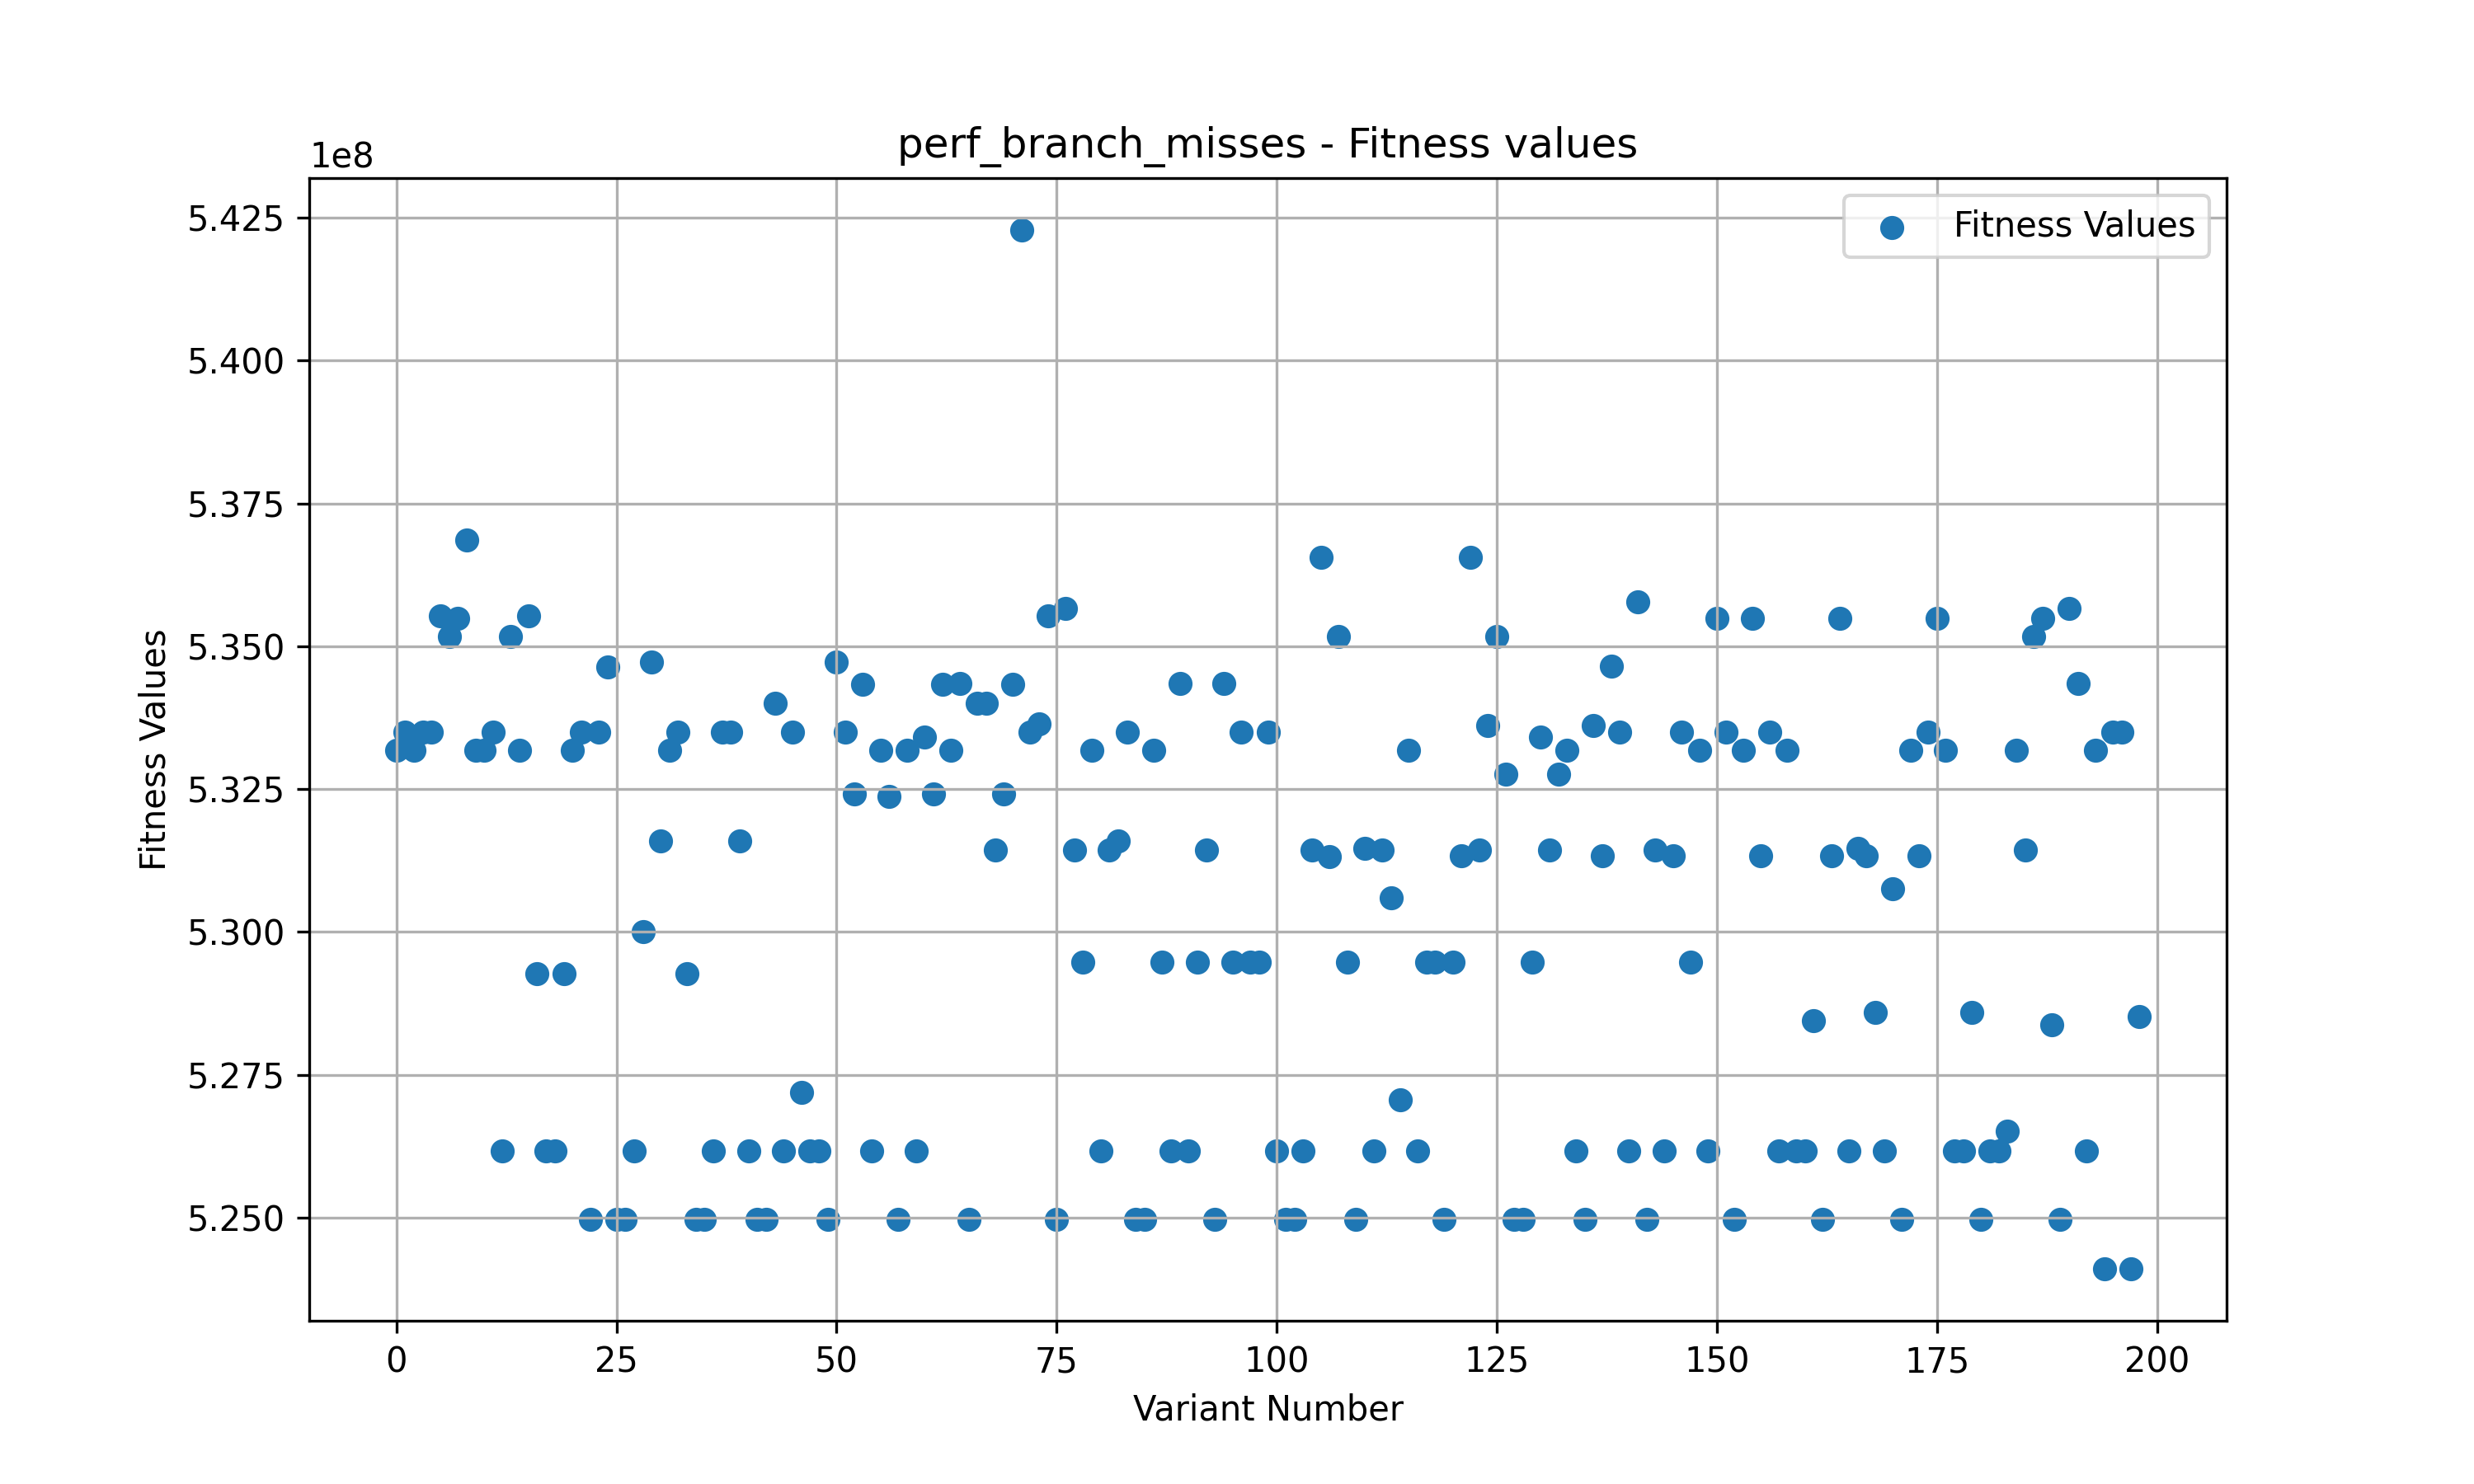 perf_branch_misses - Fitness values
1e8
Fitness Values
5.425
5.400
5.375
5.350
5.325
5.300
5.275
5.250
Fitness Values
0 25 50 75 100 125 150 175 200
Variant Number